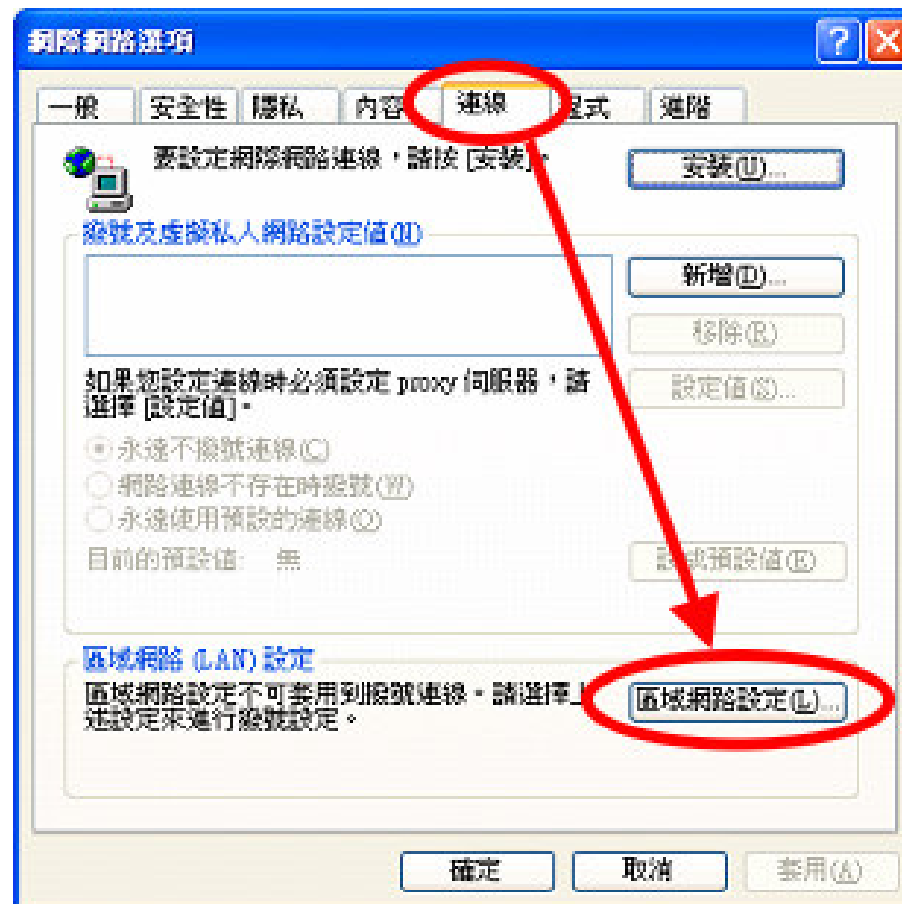 網際網路選項
一般 安全性 隱私 內容 連線 程式 進階
要設定網際網路連線，請按 [安裝]。
安裝(U)...
撥號及虛擬私人網路設定值(N)
新增(D)...
移除(R)
如果您設定連線時必須設定 proxy 伺服器，請
選擇 [設定值]。
設定值(S)...
永遠不撥號連線(C)
網路連線不存在時撥號(W)
永遠使用預設的連線(O)
目前的預設值: 無
設成預設值(E)
區域網路 (LAN) 設定
區域網路設定不可套用到撥號連線。請選擇上
述設定來進行撥號設定。
區域網路設定(L)...
確定 取消 套用(A)